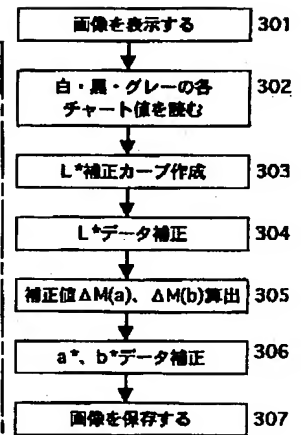 画像を表示する 301
白・黒・グレーの各 302
チャート値を読む
L*補正カーブ作成 303
L*データ補正 304
補正値ΔM(a)、ΔM(b)算出 305
a*、b*データ補正 306
画像を保存する 307